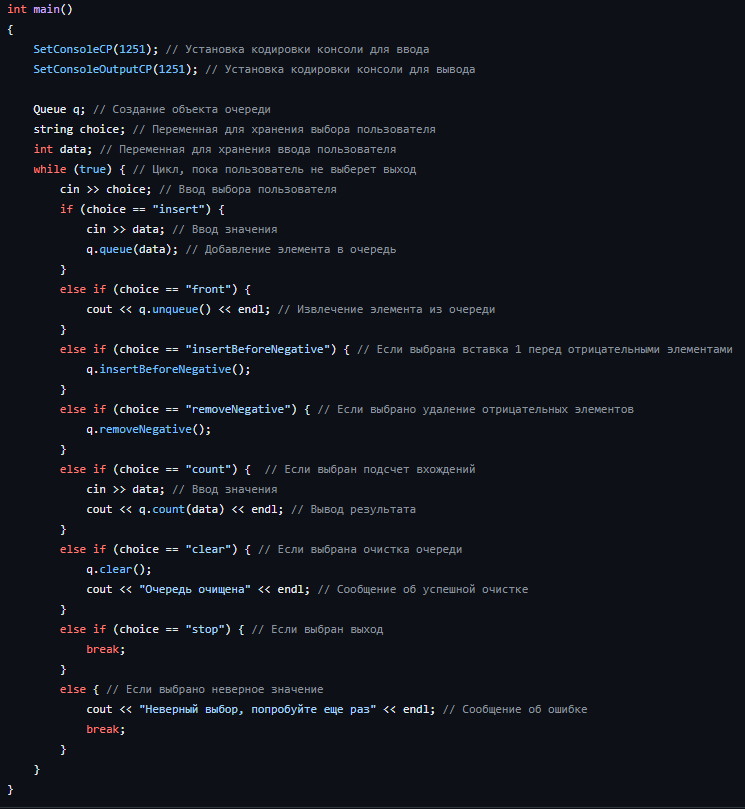 int main()
{
    SetConsoleCP(1251); // Установка кодировки консоли для ввода
    SetConsoleOutputCP(1251); // Установка кодировки консоли для вывода

    Queue q; // Создание объекта очереди
    string choice; // Переменная для хранения выбора пользователя
    int data; // Переменная для хранения ввода пользователя
    while (true) { // Цикл, пока пользователь не выберет выход
        cin >> choice; // Ввод выбора пользователя
        if (choice == "insert") {
            cin >> data; // Ввод значения
            q.queue(data); // Добавление элемента в очередь
        }
        else if (choice == "front") {
            cout << q.unqueue() << endl; // Извлечение элемента из очереди
        }
        else if (choice == "insertBeforeNegative") { // Если выбрана вставка 1 перед отрицательными элементами
            q.insertBeforeNegative();
        }
        else if (choice == "removeNegative") { // Если выбрано удаление отрицательных элементов
            q.removeNegative();
        }
        else if (choice == "count") {  // Если выбран подсчет вхождений
            cin >> data; // Ввод значения
            cout << q.count(data) << endl; // Вывод результата
        }
        else if (choice == "clear") { // Если выбрана очистка очереди
            q.clear();
            cout << "Очередь очищена" << endl; // Сообщение об успешной очистке
        }
        else if (choice == "stop") { // Если выбран выход
            break;
        }
        else { // Если выбрано неверное значение
            cout << "Неверный выбор, попробуйте еще раз" << endl; // Сообщение об ошибке
            break;
        }
    }
}